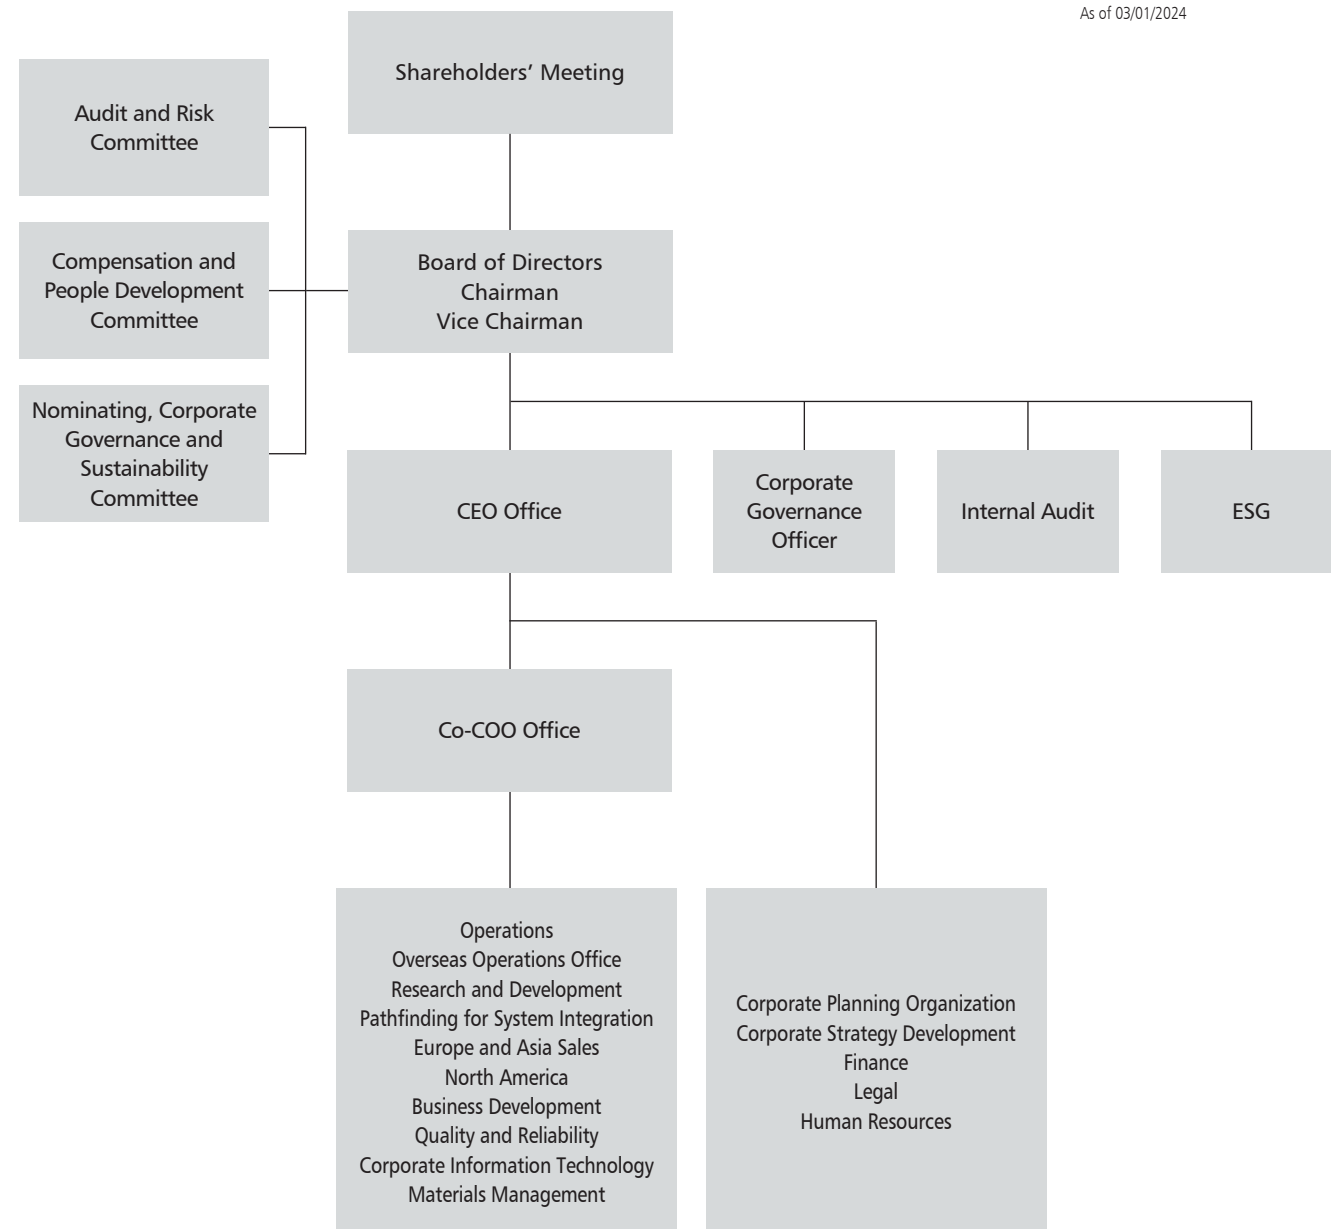 As of 03/01/2024
Shareholders’ Meeting
Audit and Risk
Committee
Compensation and
People Development
Committee
Nominating, Corporate
Governance and
Sustainability
Committee
Board of Directors
Chairman
Vice Chairman
CEO Office
Corporate
Governance
Officer
Internal Audit
ESG
Co-COO Office
Operations
Overseas Operations Office
Research and Development
Pathfinding for System Integration
Europe and Asia Sales
North America
Business Development
Quality and Reliability
Corporate Information Technology
Materials Management
Corporate Planning Organization
Corporate Strategy Development
Finance
Legal
Human Resources